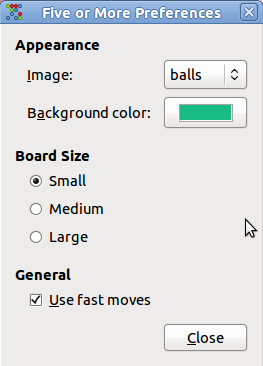 Five or More Preferences
Appearance
Image: balls
Background color:
Board Size
Small
Medium
Large
General
Use fast moves
Close